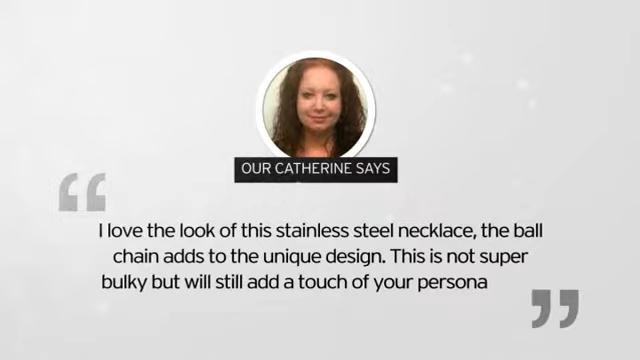 OUR CATHERINE SAYS
I love the look of this stainless steel necklace, the ball
chain adds to the unique design. This is not super
bulky but will still add a touch of your persona